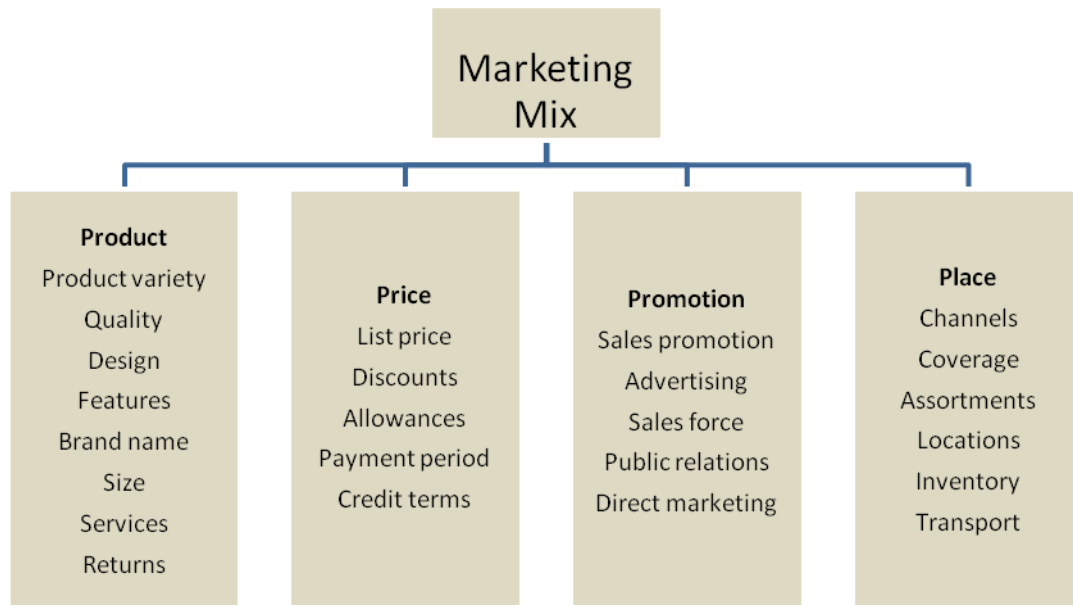 Marketing
Mix
Product
Product variety
Quality
Design
Features
Brand name
Size
Services
Returns
Price
List price
Discounts
Allowances
Payment period
Credit terms
Promotion
Sales promotion
Advertising
Sales force
Public relations
Direct marketing
Place
Channels
Coverage
Assortments
Locations
Inventory
Transport